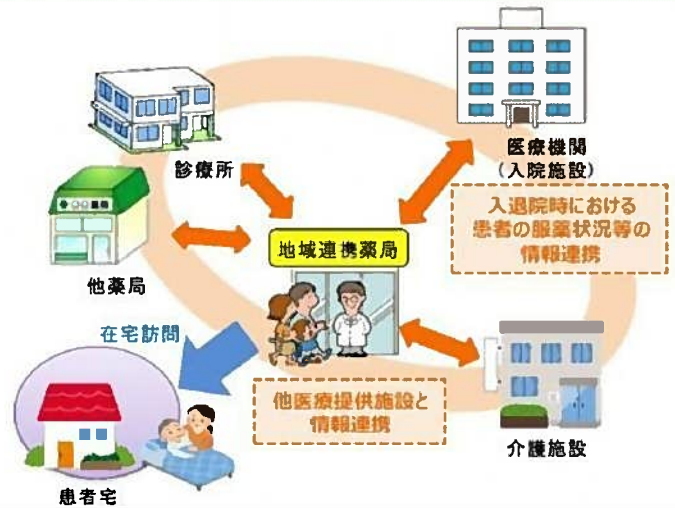 診療所
医療機関
(入院施設)
入退院時における
患者の服薬状況等の
情報連携
地域連携薬局
他薬局
在宅訪問
他医療提供施設と
情報連携
介護施設
患者宅